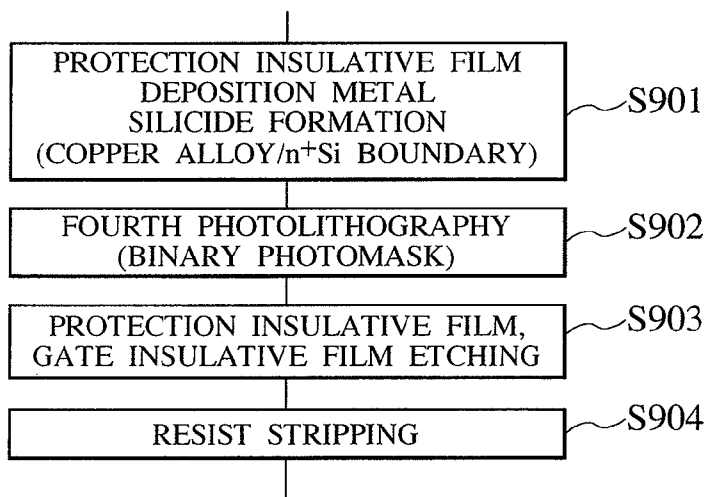 PROTECTION INSULATIVE FILM
DEPOSITION METAL
SILICIDE FORMATION
(COPPER ALLOY/n+Si BOUNDARY)
S901
FOURTH PHOTOLITHOGRAPHY
(BINARY PHOTOMASK)
S902
PROTECTION INSULATIVE FILM,
GATE INSULATIVE FILM ETCHING
S903
RESIST STRIPPING
S904